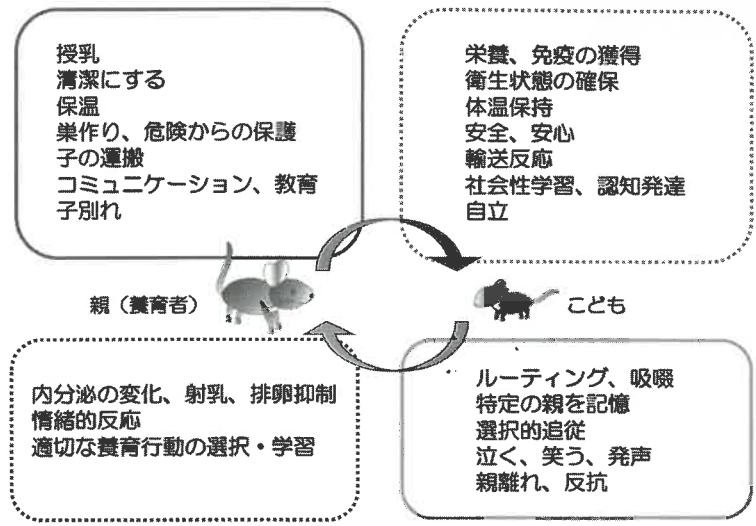 授乳
清潔にする
保温
巣作り、危険からの保護
子の運搬
コミュニケーション、教育
子別れ
栄養、免疫の獲得
衛生状態の確保
体温保持
安全、安心
輸送反応
社会性学習、認知発達
自立
親（養育者）
こども
内分泌の変化、射乳、排卵抑制
情緒的反応
適切な養育行動の選択・学習
ルーティング、吸啜
特定の親を記憶
選択的追従
泣く、笑う、発声
親離れ、反抗